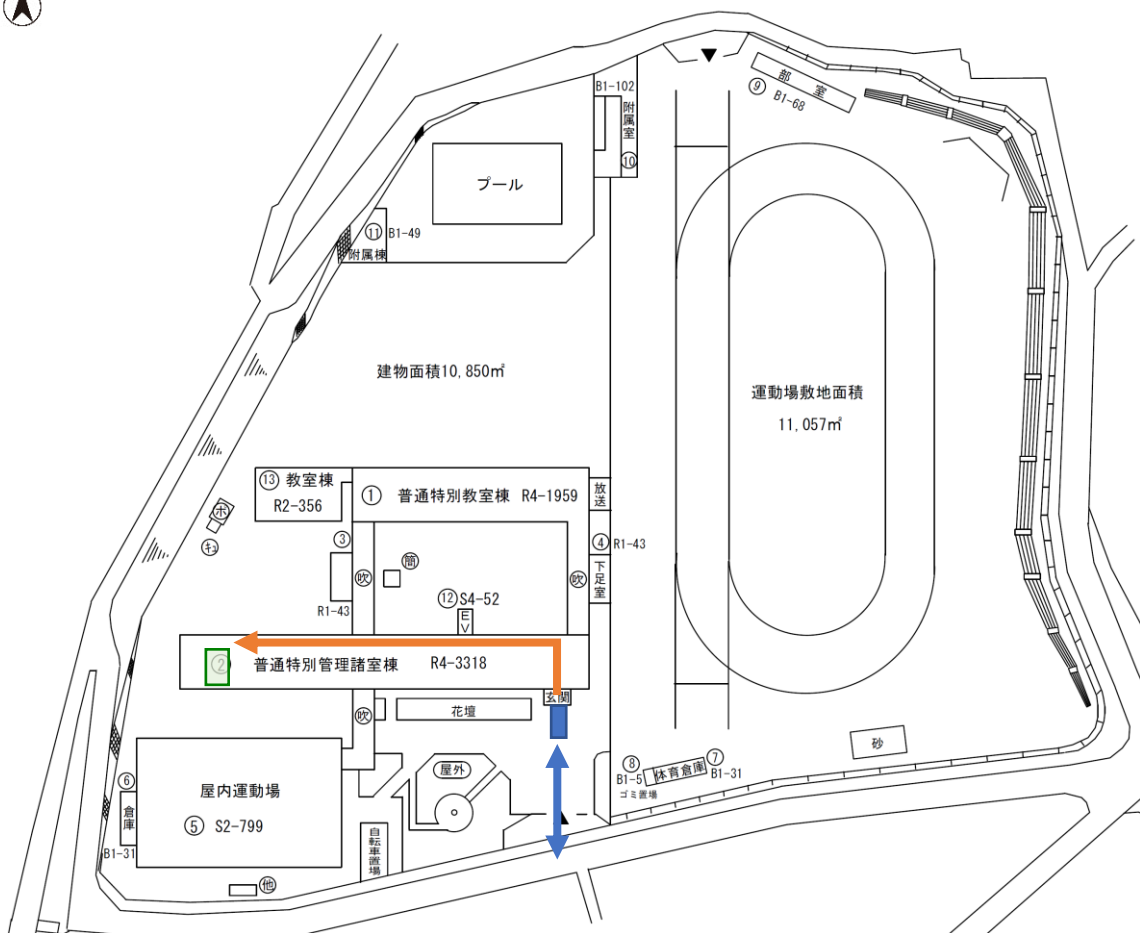 部室
⑨ B1-68
B1-102
附属室
⑩
プール
⑪ B1-49
附属棟
建物面積10,850㎡
運動場敷地面積
11,057㎡
⑬ 教室棟
R2-356
① 普通特別教室棟 R4-1959
放送
④ R1-43
下足室
③
R1-43
吹
簡
吹
⑫ S4-52
EV
ボ
キュ
② 普通特別管理諸室棟 R4-3318
玄関
花壇
吹
屋外
砂
⑧
B1-5
ゴミ置場
体育倉庫
⑦
B1-31
屋内運動場
⑤ S2-799
⑥
倉庫
B1-31
自転車置場
他